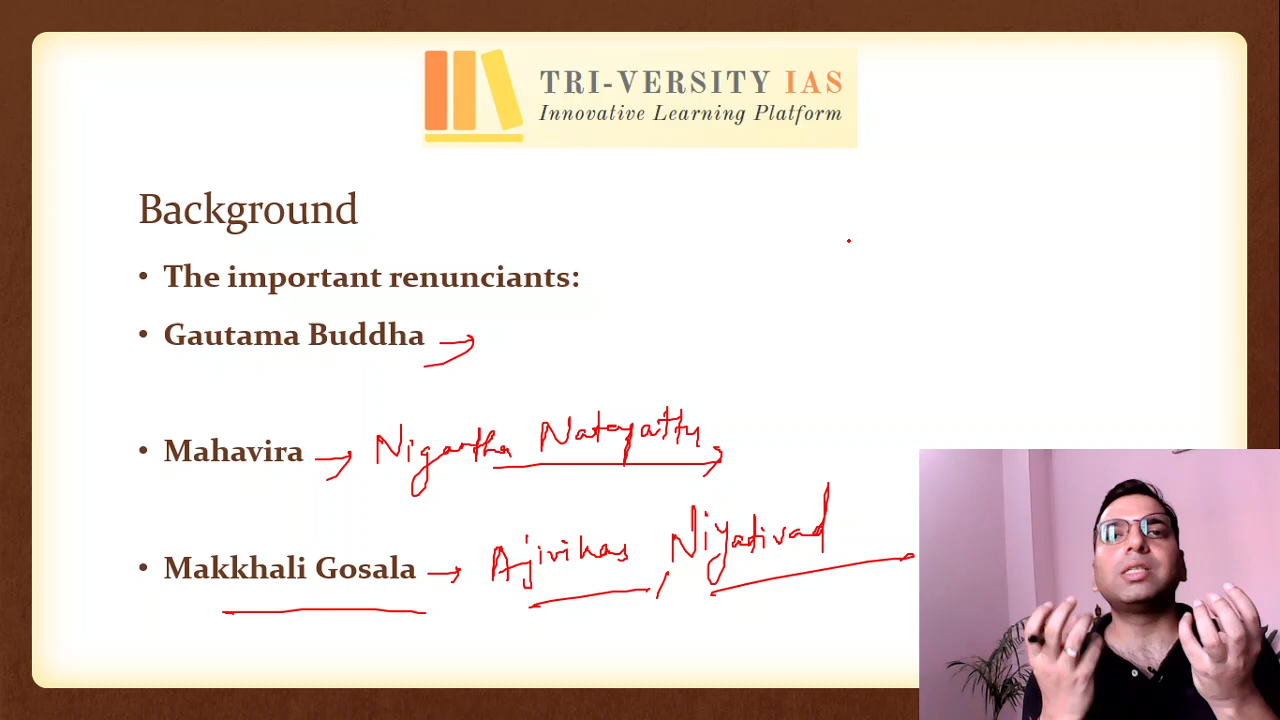 TRI-VERSITY IAS
Innovative Learning Platform
Background
• The important renunciants:
• Gautama Buddha
• Mahavira → Nigantha Nataputta
• Makkhali Gosala → Ajivikas, Niyativad